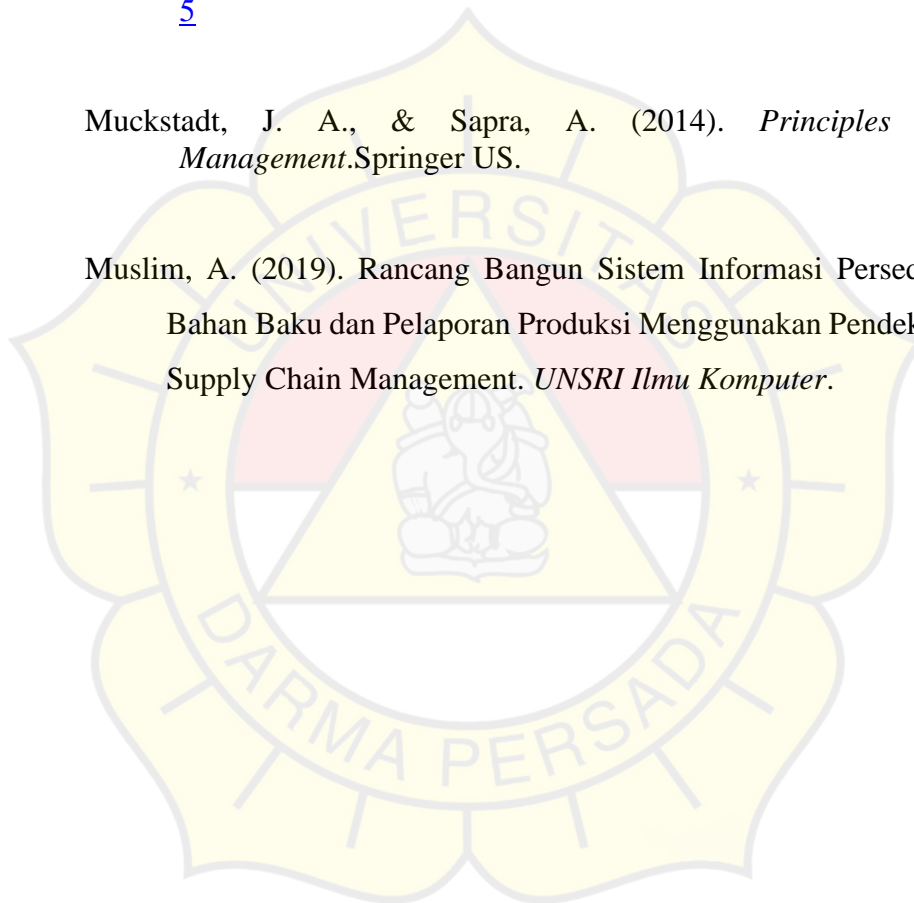 5
Muckstadt, J. A., & Sapra, A. (2014). Principles
Management.Springer US.
Muslim, A. (2019). Rancang Bangun Sistem Informasi Persed
Bahan Baku dan Pelaporan Produksi Menggunakan Pendek
Supply Chain Management. UNSRI Ilmu Komputer.
UNIVERSITAS
DARMA PERSADA